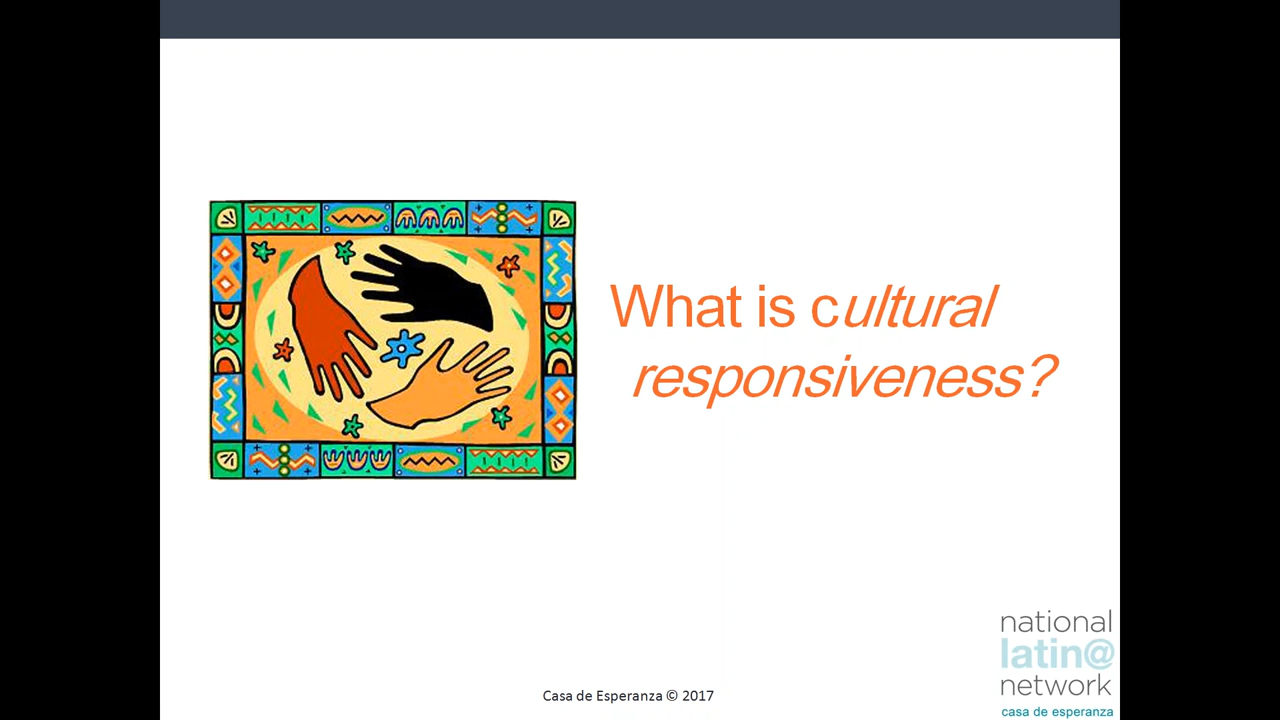 What is cultural
responsiveness?
Casa de Esperanza © 2017
national
latin@
network
casa de esperanza